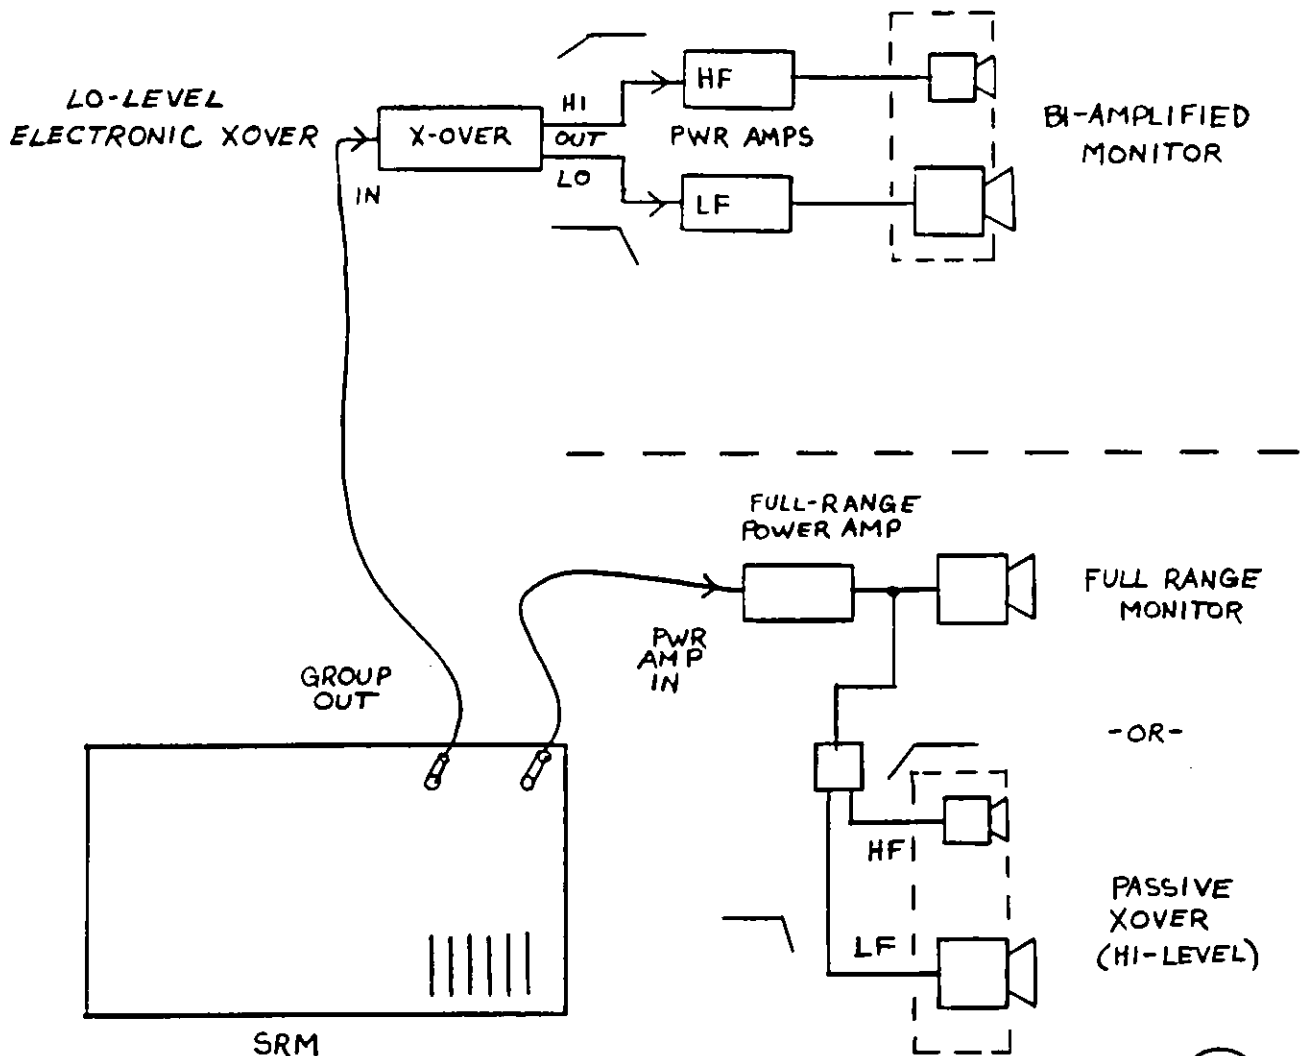 LO-LEVEL
ELECTRONIC XOVER
IN
X-OVER
HI
OUT
LO
HF
PWR AMPS
LF
BI-AMPLIFIED
MONITOR
FULL-RANGE
POWER AMP
FULL RANGE
MONITOR
PWR
AMP
IN
GROUP
OUT
-OR-
HF
LF
PASSIVE
XOVER
(HI-LEVEL)
SRM